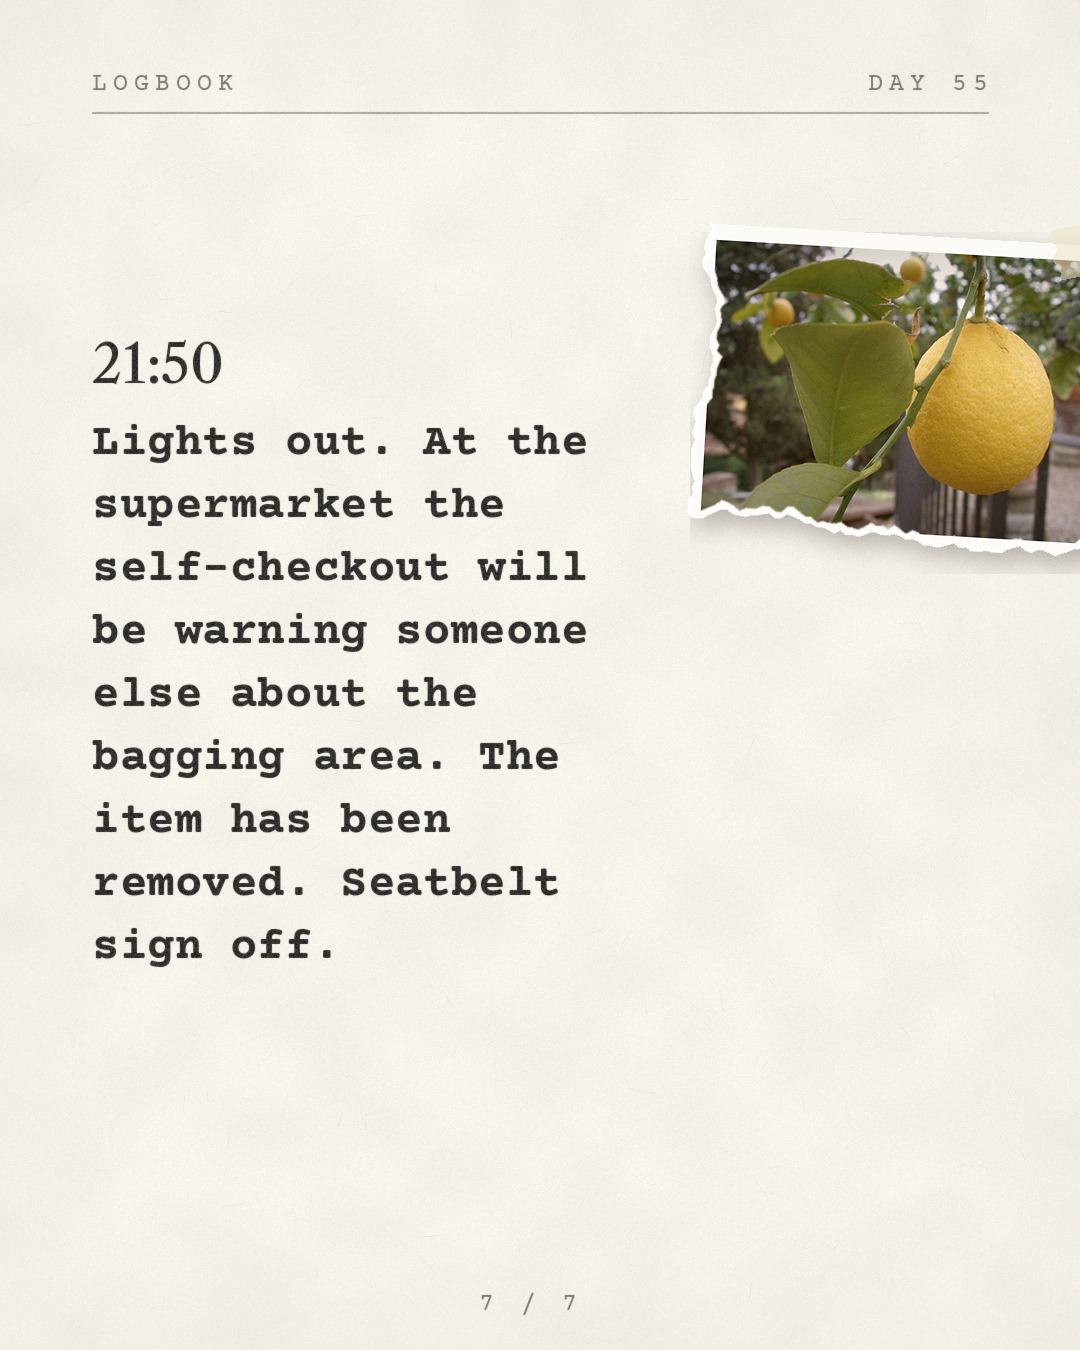 LOGBOOK
DAY 55
21:50
Lights out. At the
supermarket the
self-checkout will
be warning someone
else about the
bagging area. The
item has been
removed. Seatbelt
sign off.
7 / 7